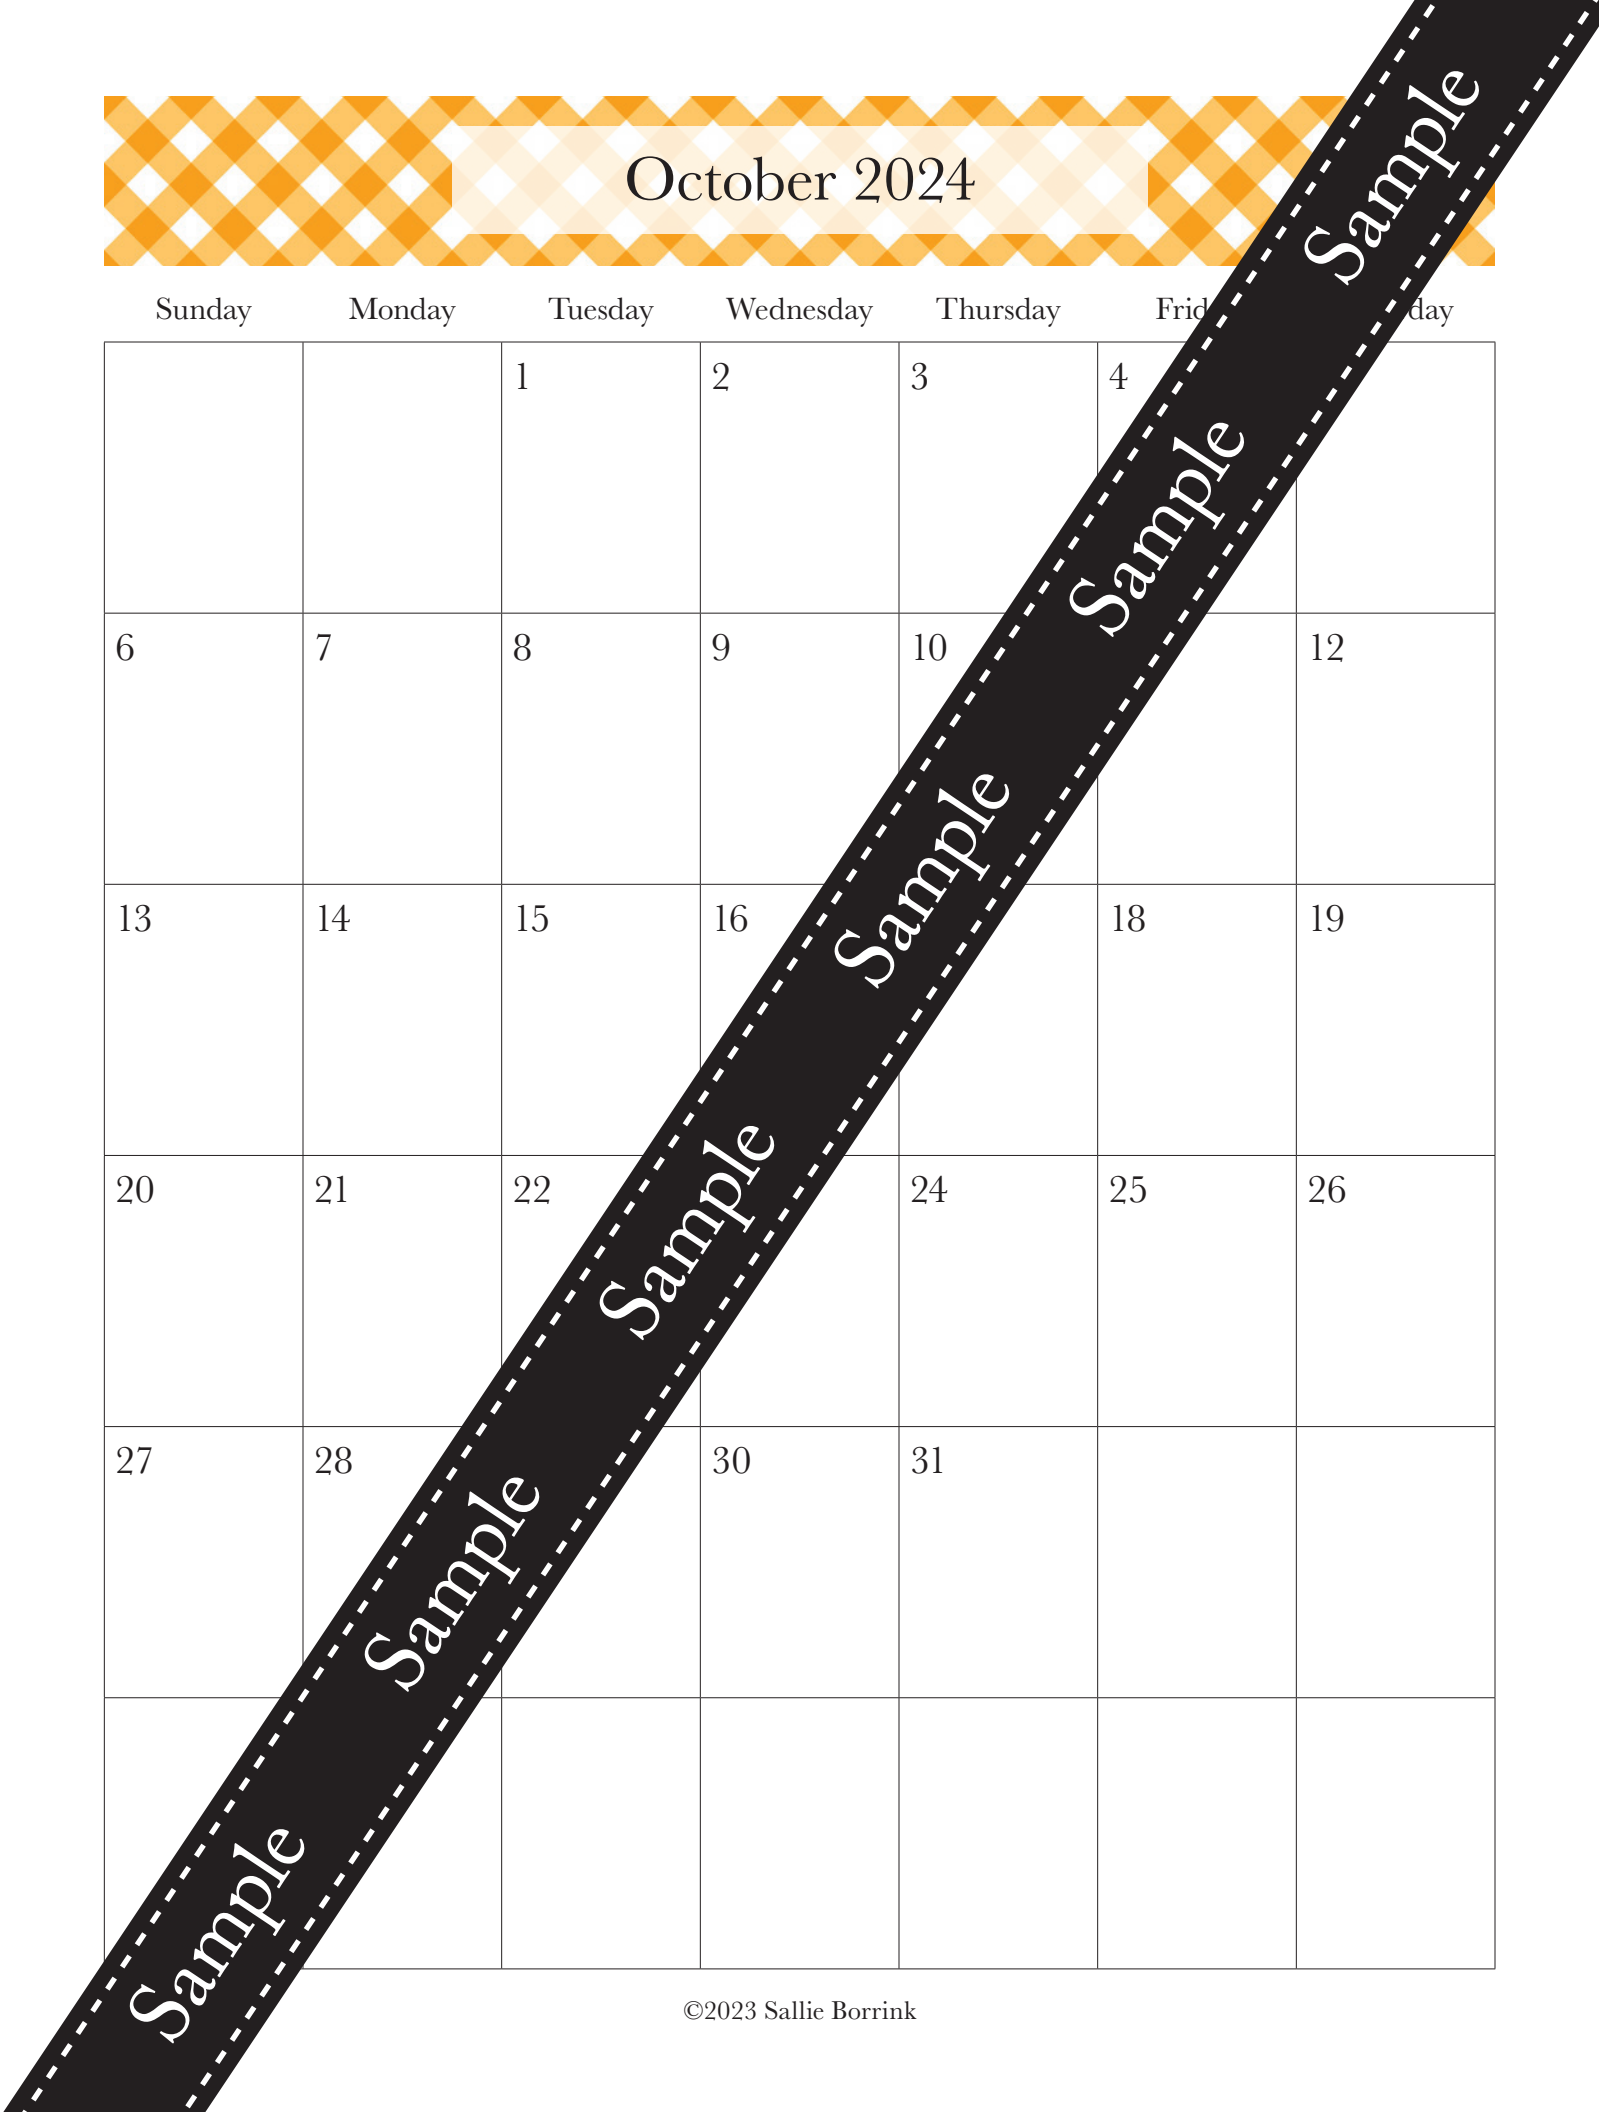 October 2024
Sunday Monday Tuesday Wednesday Thursday Frid day
1 2 3 4
6 7 8 9 10 12
13 14 15 16 18 19
20 21 22 24 25 26
27 28 30 31
Sample
Sample
Sample
Sample
Sample
Sample
©2023 Sallie Borrink